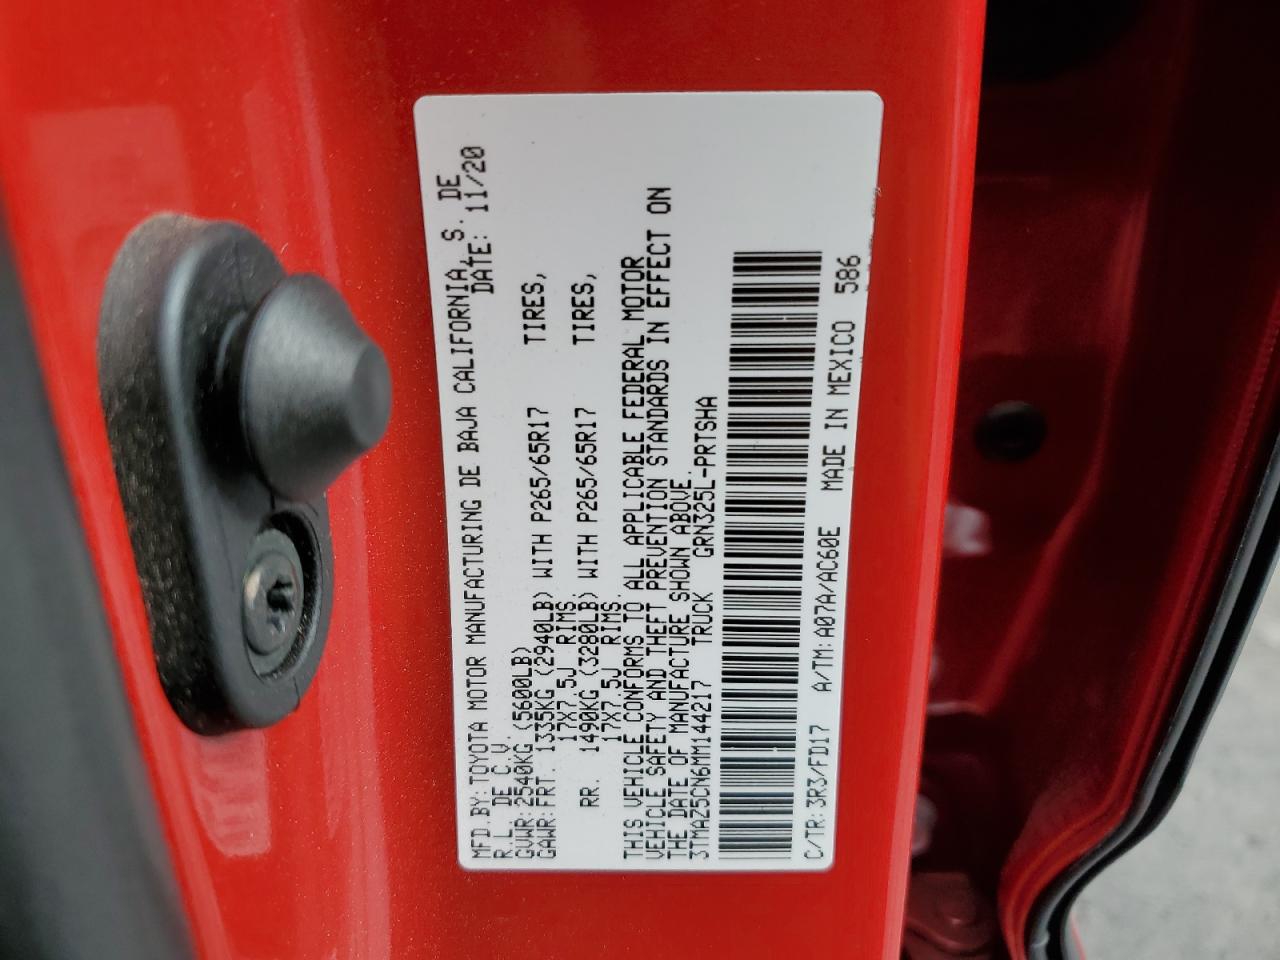 MFD.BY:TOYOTA MOTOR MANUFACTURING DE BAJA CALIFORNIA, S. DE
R.L. DE C.V. DATE: 11/20
GVWR:2540KG (5600LB)
GAWR:FRT. 1335KG (2940LB) WITH P265/65R17 TIRES,
17X7.5J RIMS
RR. 1490KG (3280LB) WITH P265/65R17 TIRES,
17X7.5J RIMS.
THIS VEHICLE CONFORMS TO ALL APPLICABLE FEDERAL MOTOR
VEHICLE SAFETY AND THEFT PREVENTION STANDARDS IN EFFECT ON
THE DATE OF MANUFACTURE SHOWN ABOVE.
3TMAZ5CN6MM144217 TRUCK GRN325L-PRTSHA
C/TR:3R3/FD17 A/TM:A07A/AC60E MADE IN MEXICO 586